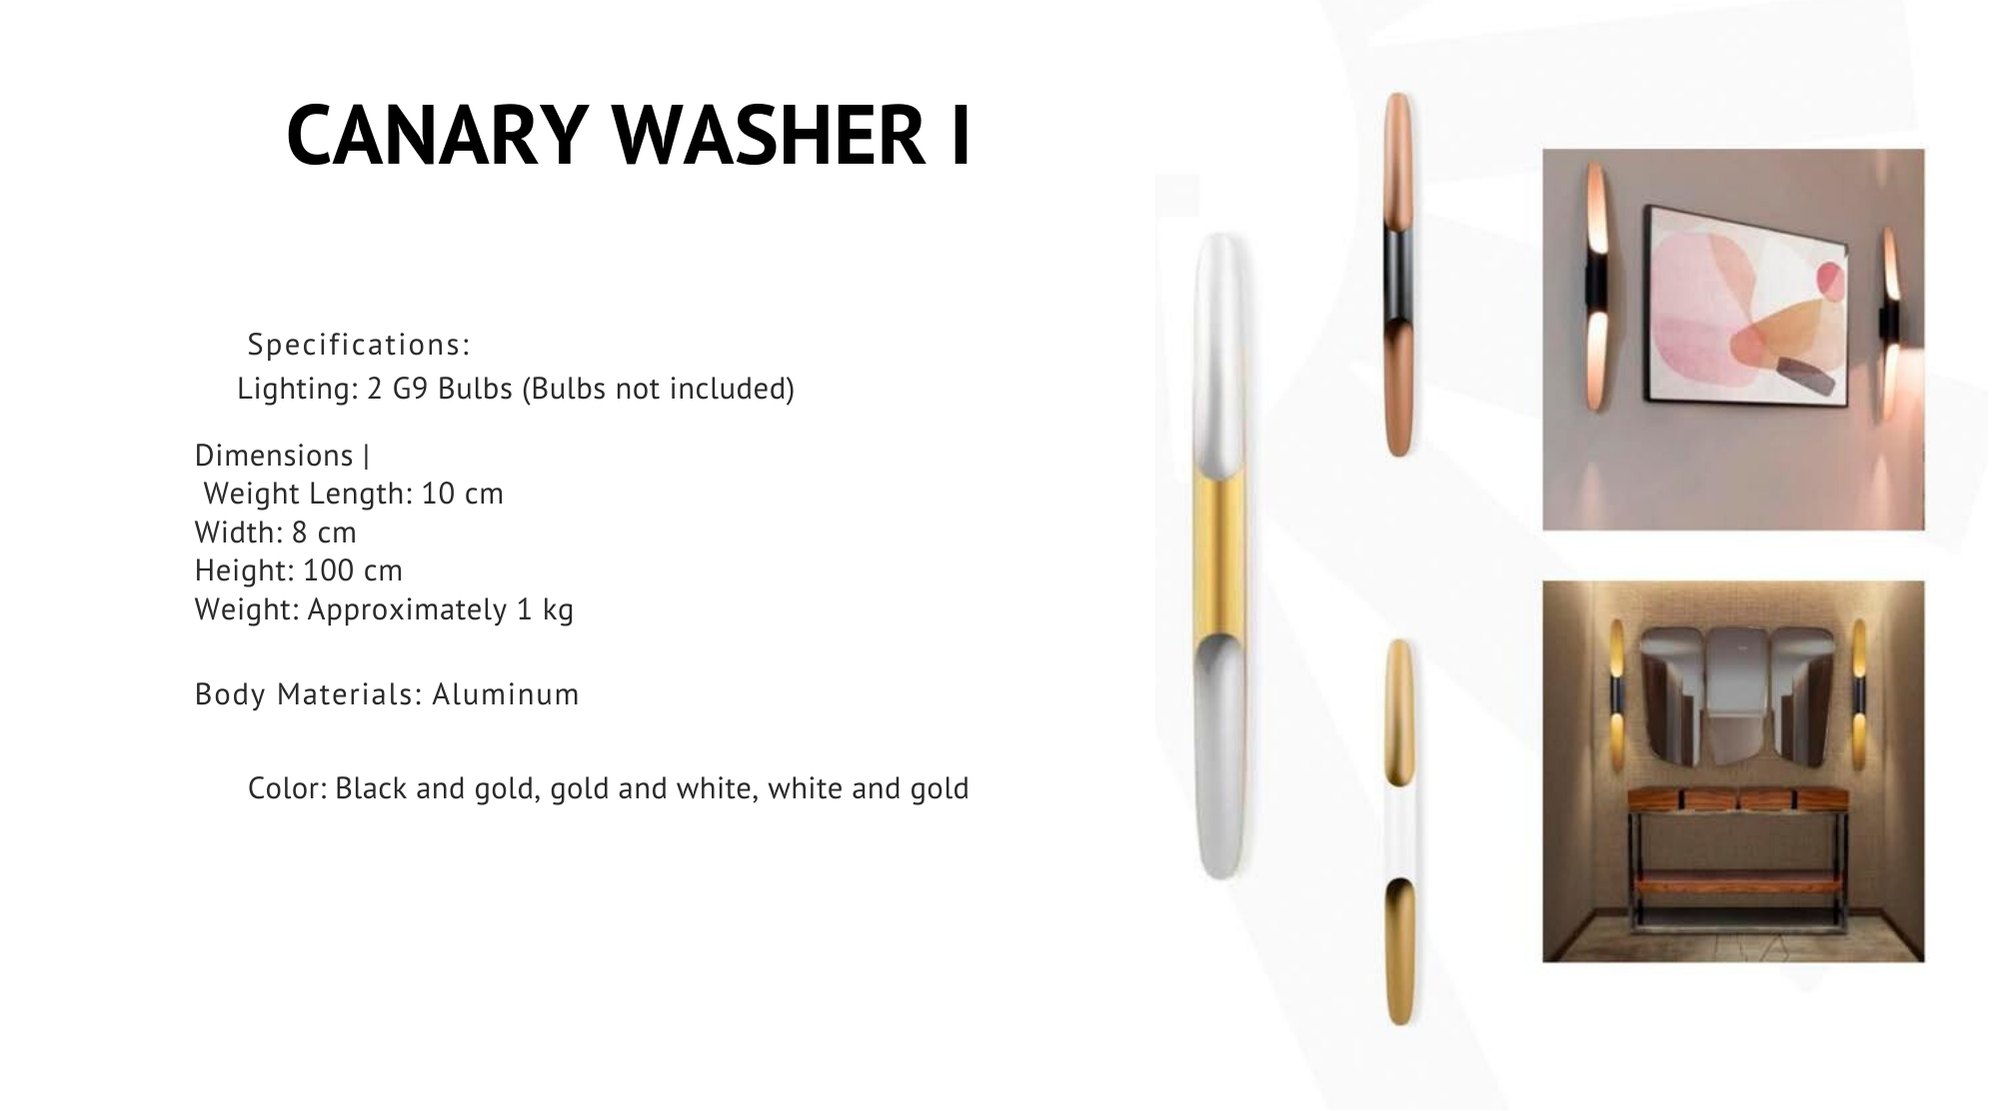 CANARY WASHER I
Specifications:
Lighting: 2 G9 Bulbs (Bulbs not included)
Dimensions |
Weight Length: 10 cm
Width: 8 cm
Height: 100 cm
Weight: Approximately 1 kg
Body Materials: Aluminum
Color: Black and gold, gold and white, white and gold